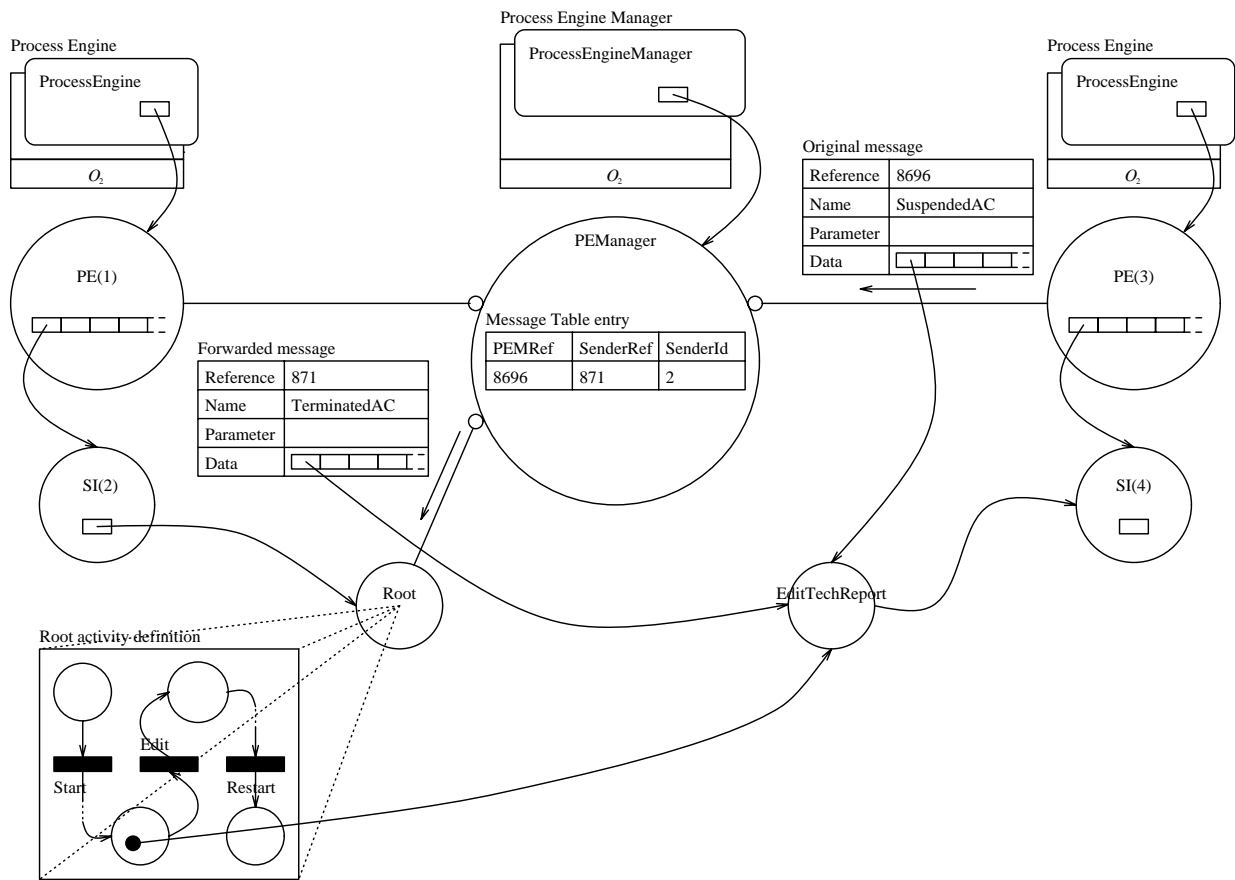 Process Engine Manager
Process Engine
Process Engine
ProcessEngine
ProcessEngineManager
ProcessEngine
O2
O2
Original message
Reference 8696
Name SuspendedAC
Parameter
Data
PEManager
PE(1)
PE(3)
Message Table entry
PEMRef SenderRef SenderId
8696 871 2
Forwarded message
Reference 871
Name TerminatedAC
Parameter
Data
SI(2)
SI(4)
Root
EditTechReport
Root activity definition
Edit
Start
Restart